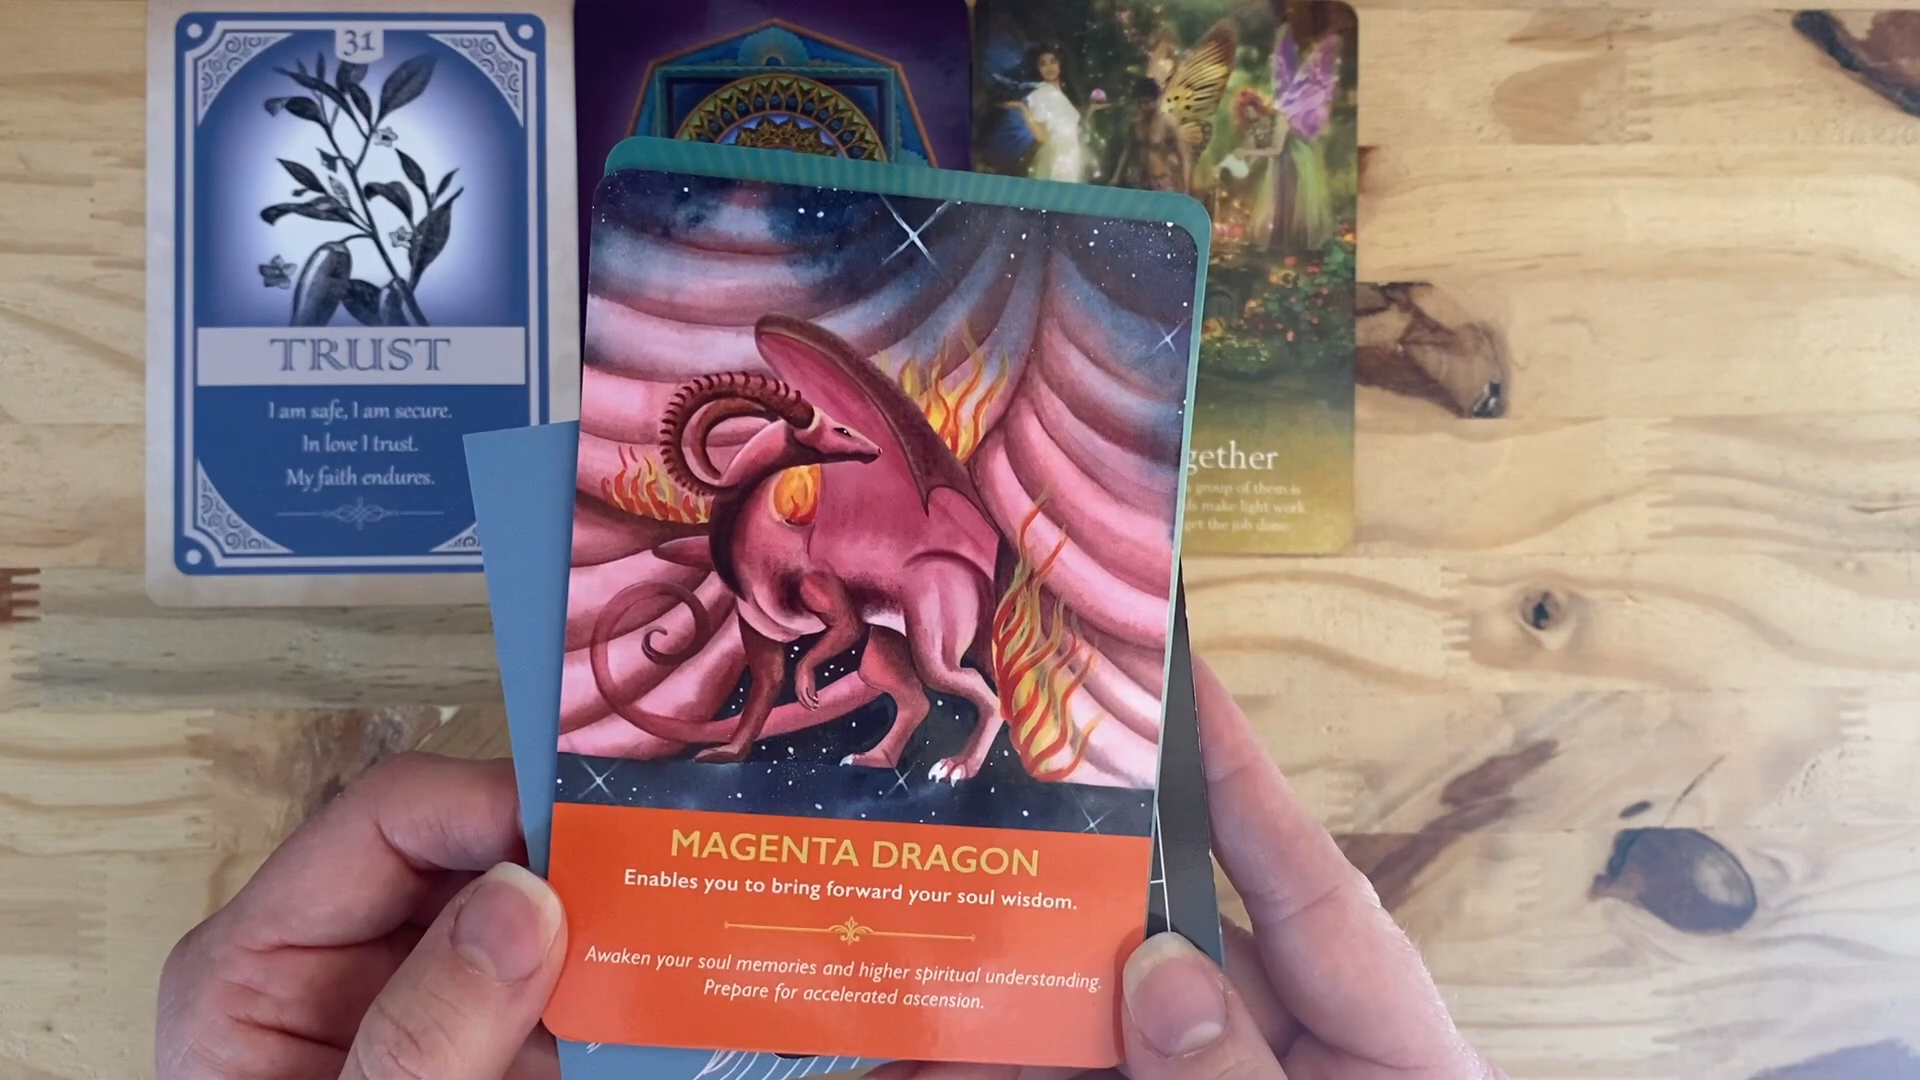 31
TRUST
I am safe, I am secure.
In love I trust.
My faith endures.
gether
group of them is
make light work
get the job done
MAGENTA DRAGON
Enables you to bring forward your soul wisdom.
Awaken your soul memories and higher spiritual understanding.
Prepare for accelerated ascension.